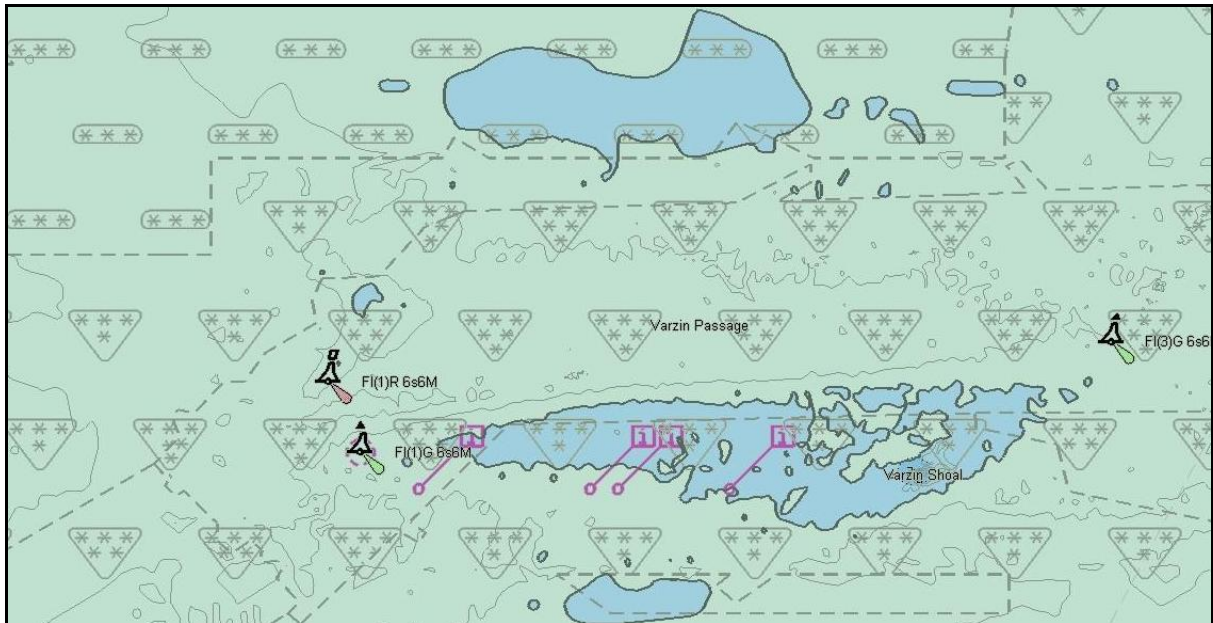 Varzin Passage
Fl(3)G 6s6
Fl(1)R 6s6M
Fl(1)G 6s6M
Varzin Shoal